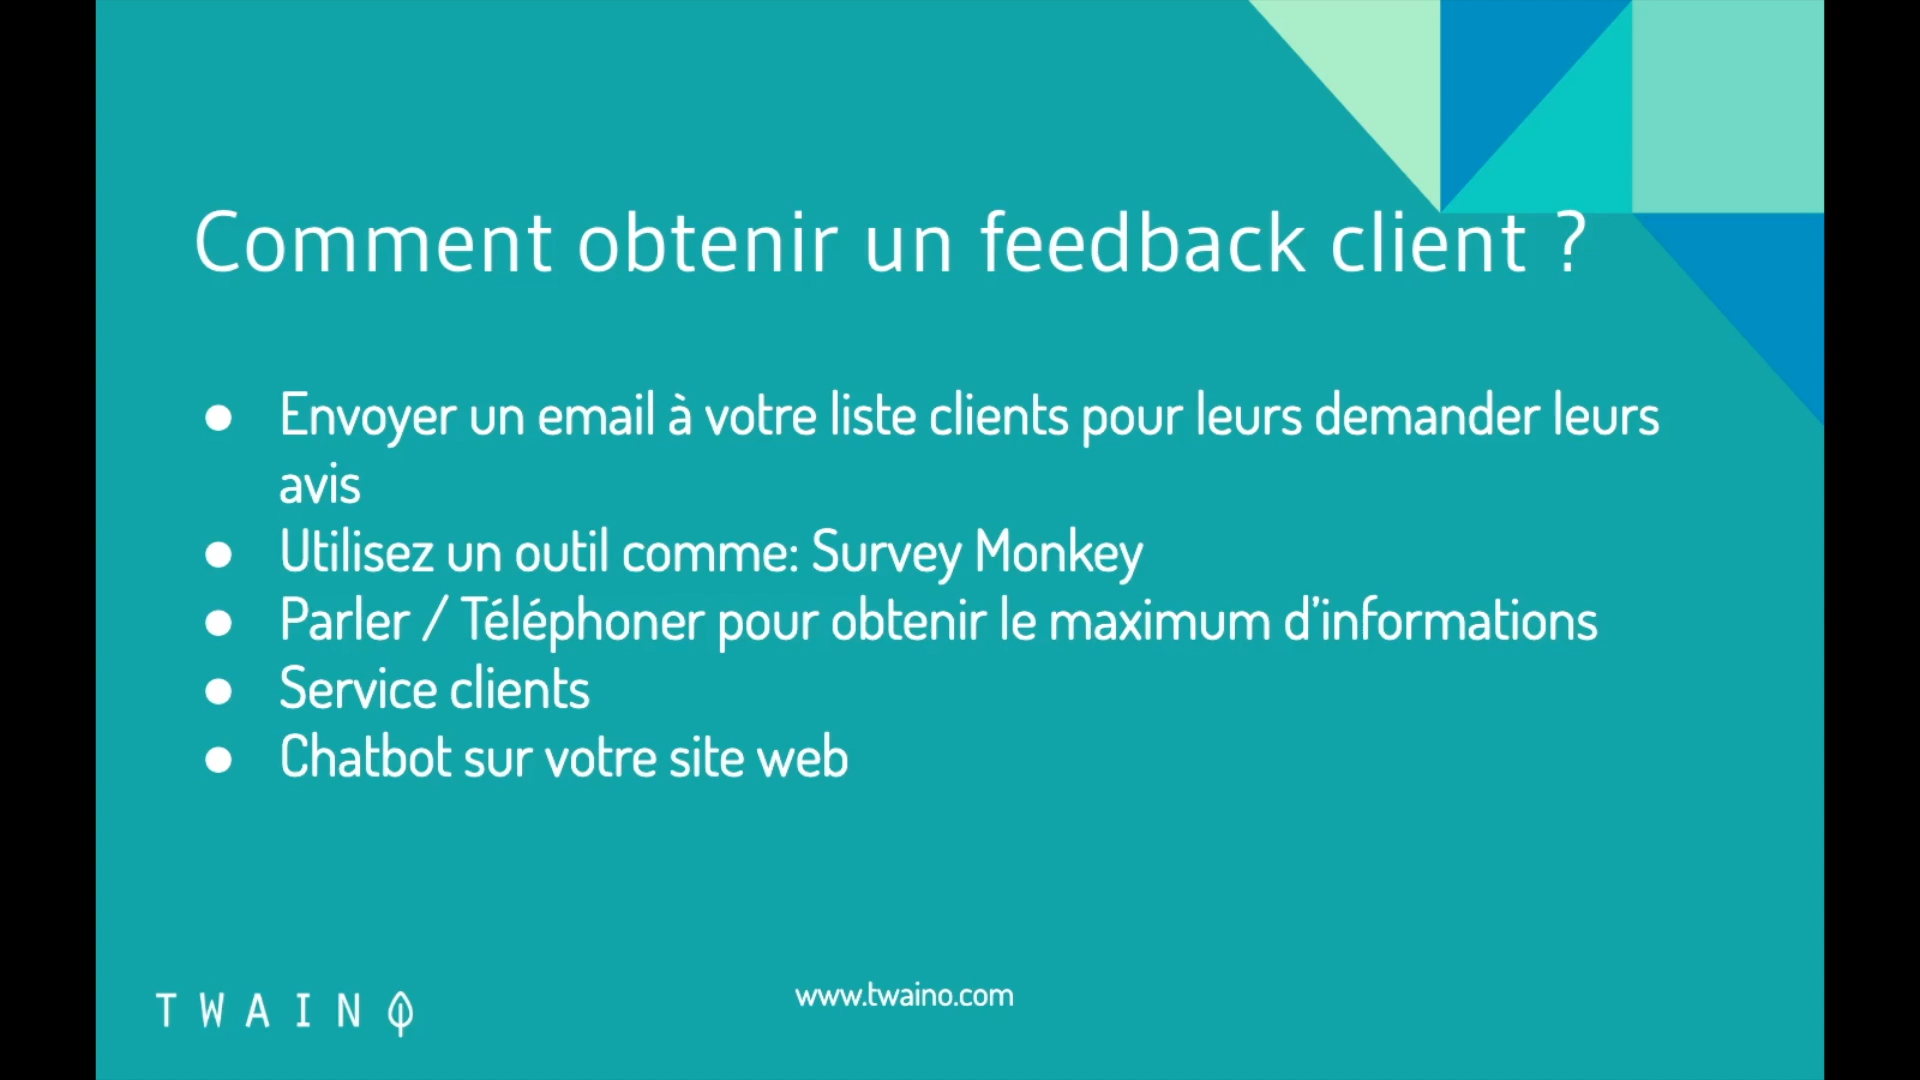 Comment obtenir un feedback client ?
● Envoyer un email à votre liste clients pour leurs demander leurs
avis
● Utilisez un outil comme: Survey Monkey
● Parler / Téléphoner pour obtenir le maximum d’informations
● Service clients
● Chatbot sur votre site web
TWAINO
www.twaino.com